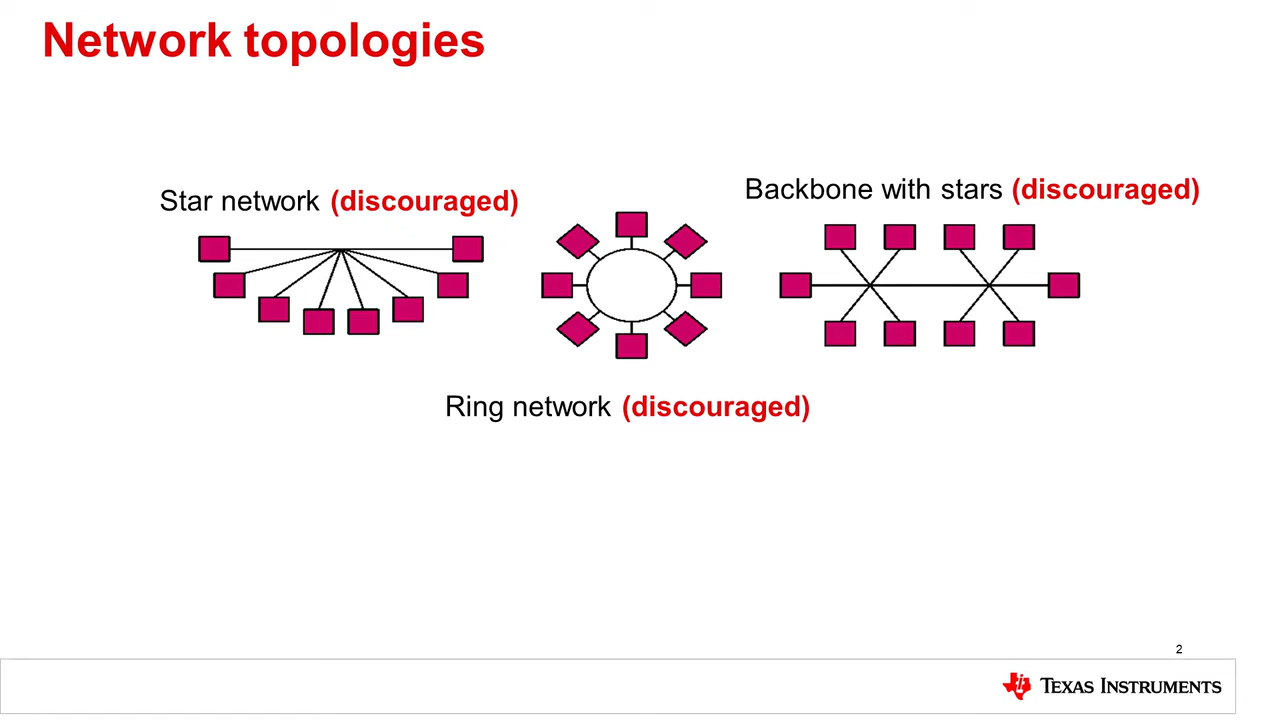 Network topologies
Star network (discouraged)
Backbone with stars (discouraged)
Ring network (discouraged)
2
TEXAS INSTRUMENTS